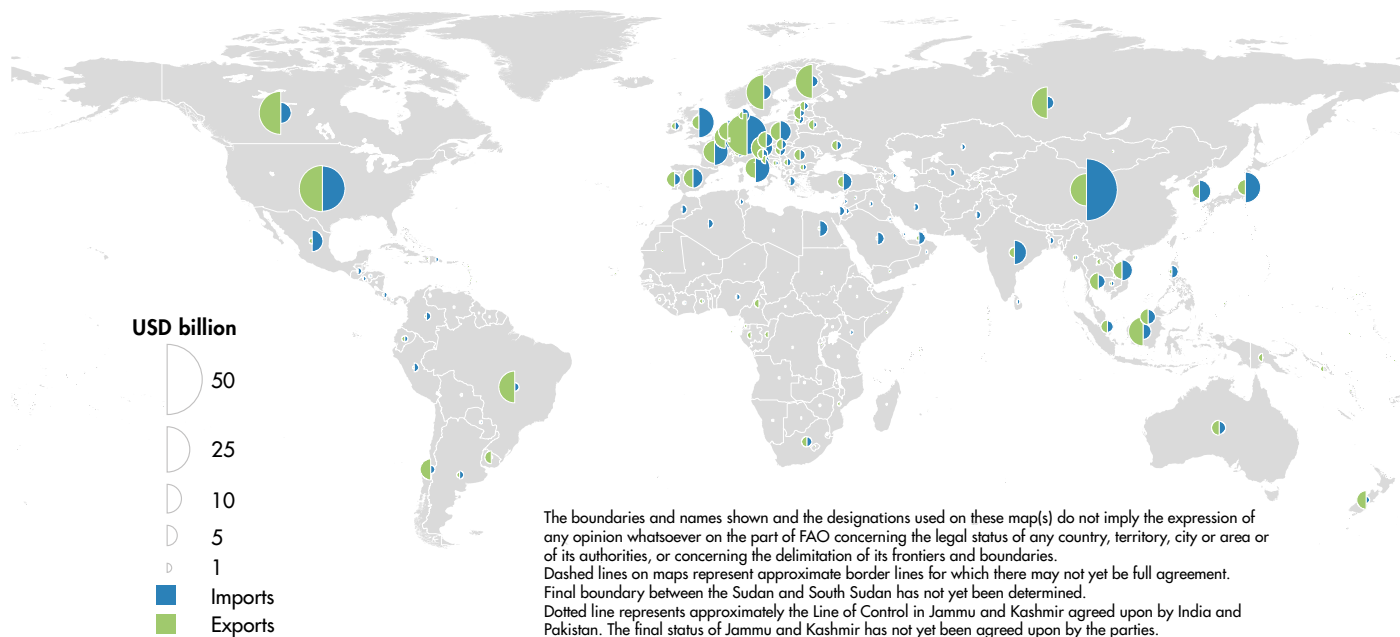 USD billion
50
25
10
5
1
Imports
Exports
The boundaries and names shown and the designations used on these map(s) do not imply the expression of
any opinion whatsoever on the part of FAO concerning the legal status of any country, territory, city or area or
of its authorities, or concerning the delimitation of its frontiers and boundaries.
Dashed lines on maps represent approximate border lines for which there may not yet be full agreement.
Final boundary between the Sudan and South Sudan has not yet been determined.
Dotted line represents approximately the Line of Control in Jammu and Kashmir agreed upon by India and
Pakistan. The final status of Jammu and Kashmir has not yet been agreed upon by the parties.